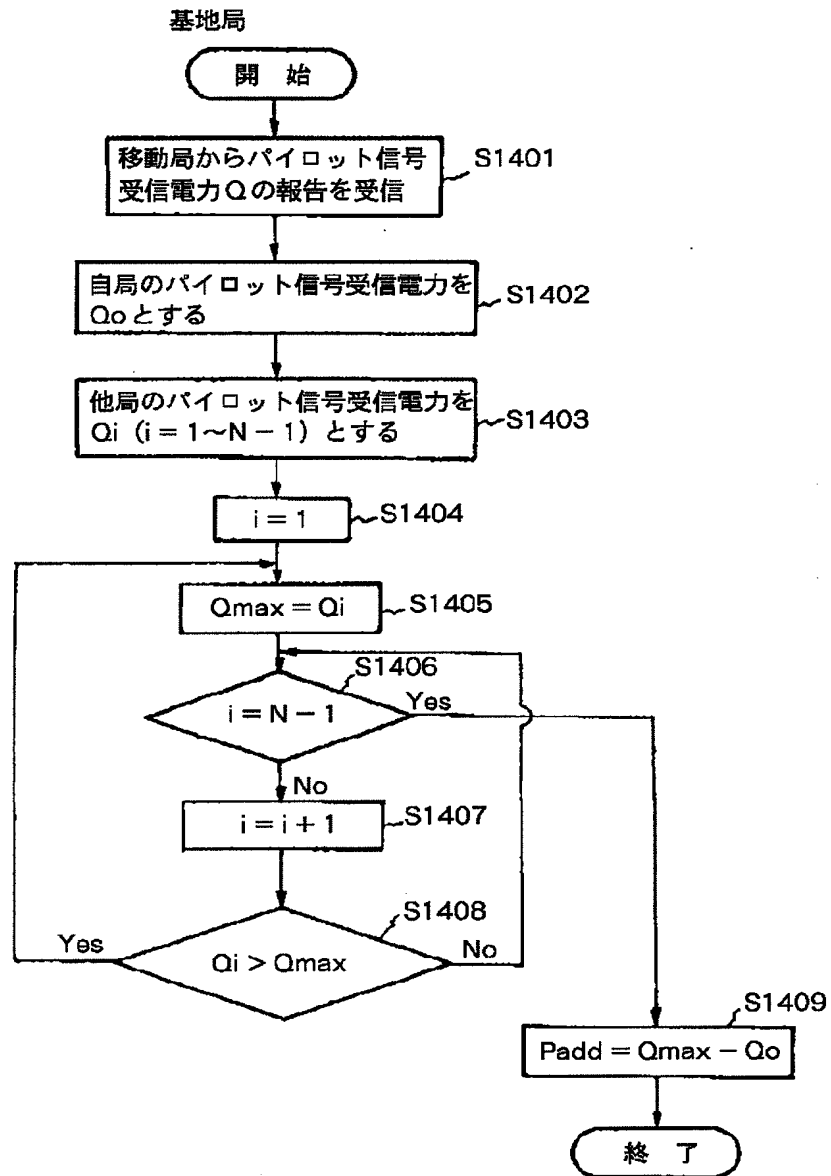 基地局
開 始
移動局からパイロット信号
受信電力Qの報告を受信
S1401
自局のパイロット信号受信電力を
Qoとする
S1402
他局のパイロット信号受信電力を
Qi（i = 1～N − 1）とする
S1403
i = 1
S1404
Qmax = Qi
S1405
S1406
i = N − 1
Yes
No
i = i + 1
S1407
S1408
Yes
Qi > Qmax
No
S1409
Padd = Qmax − Qo
終 了